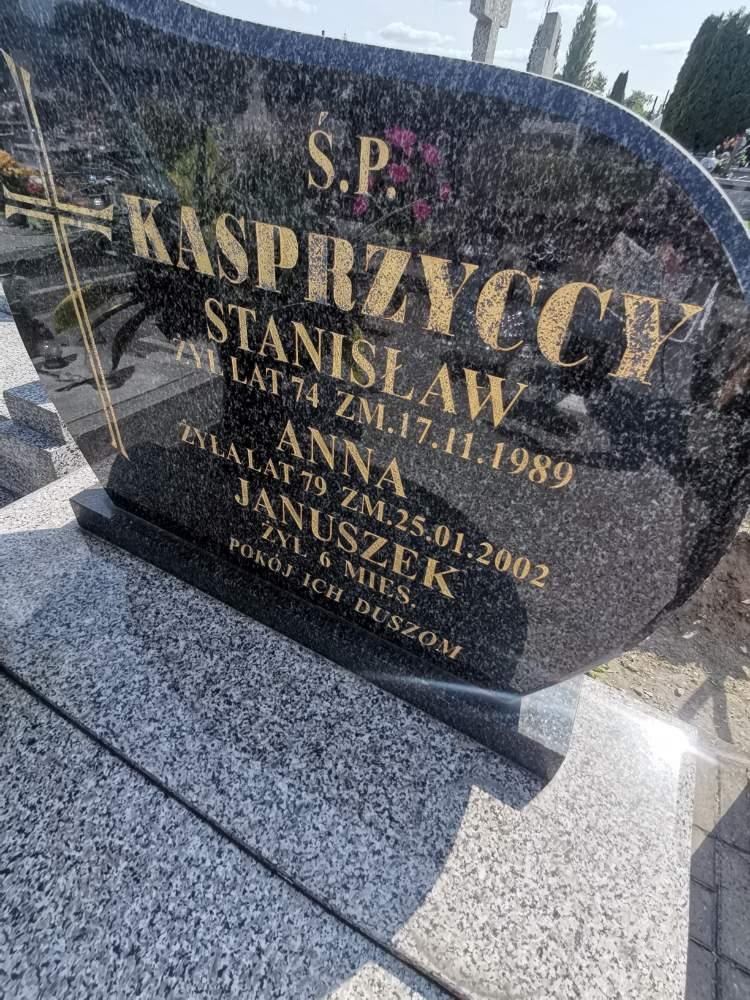 Ś.P.
KASPRZYCCY
STANISŁAW
ŻYŁ LAT 74 ZM.17.11.1989
ANNA
ŻYŁA LAT 79 ZM.25.01.2002
JANUSZEK
ŻYŁ 6 MIES.
POKÓJ ICH DUSZOM